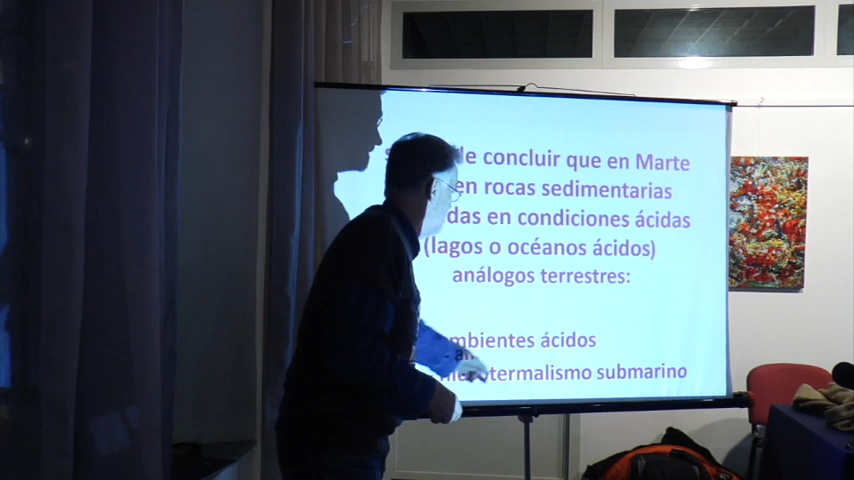 de concluir que en Marte
en rocas sedimentarias
das en condiciones ácidas
(lagos o océanos ácidos)
análogos terrestres:
mbientes ácidos
- am
termalismo submarino